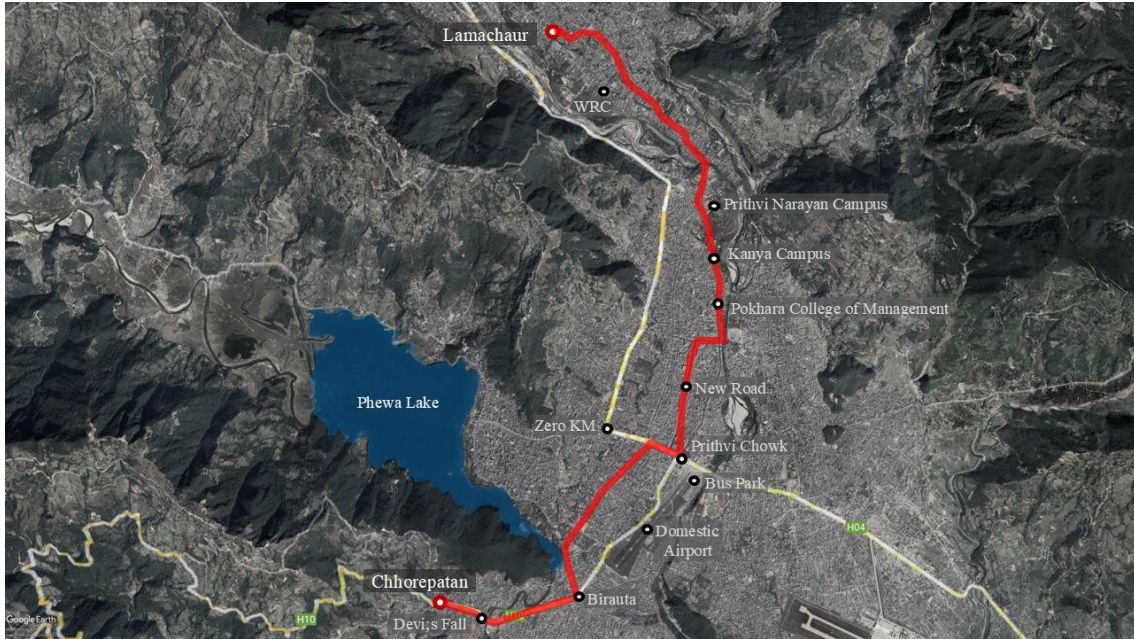 Lamachaur
WRC
Prithvi Narayan Campus
Kanya Campus
Pokhara College of Management
New Road
Phewa Lake
Zero KM
Prithvi Chowk
Bus Park
H04
Domestic
Airport
Chhorepatan
Birauta
Google Earth
H10
Devi;s Fall